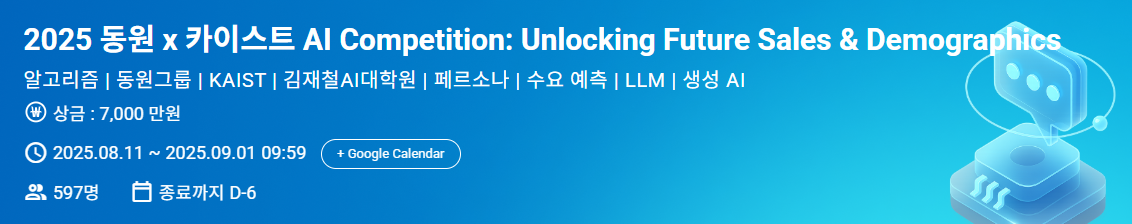 2025 동원 x 카이스트 AI Competition: Unlocking Future Sales & Demographics
알고리즘 | 동원그룹 | KAIST | 김재철AI대학원 | 페르소나 | 수요 예측 | LLM | 생성 AI
₩ 상금 : 7,000 만원
2025.08.11 ~ 2025.09.01 09:59 + Google Calendar
597명 종료까지 D-6